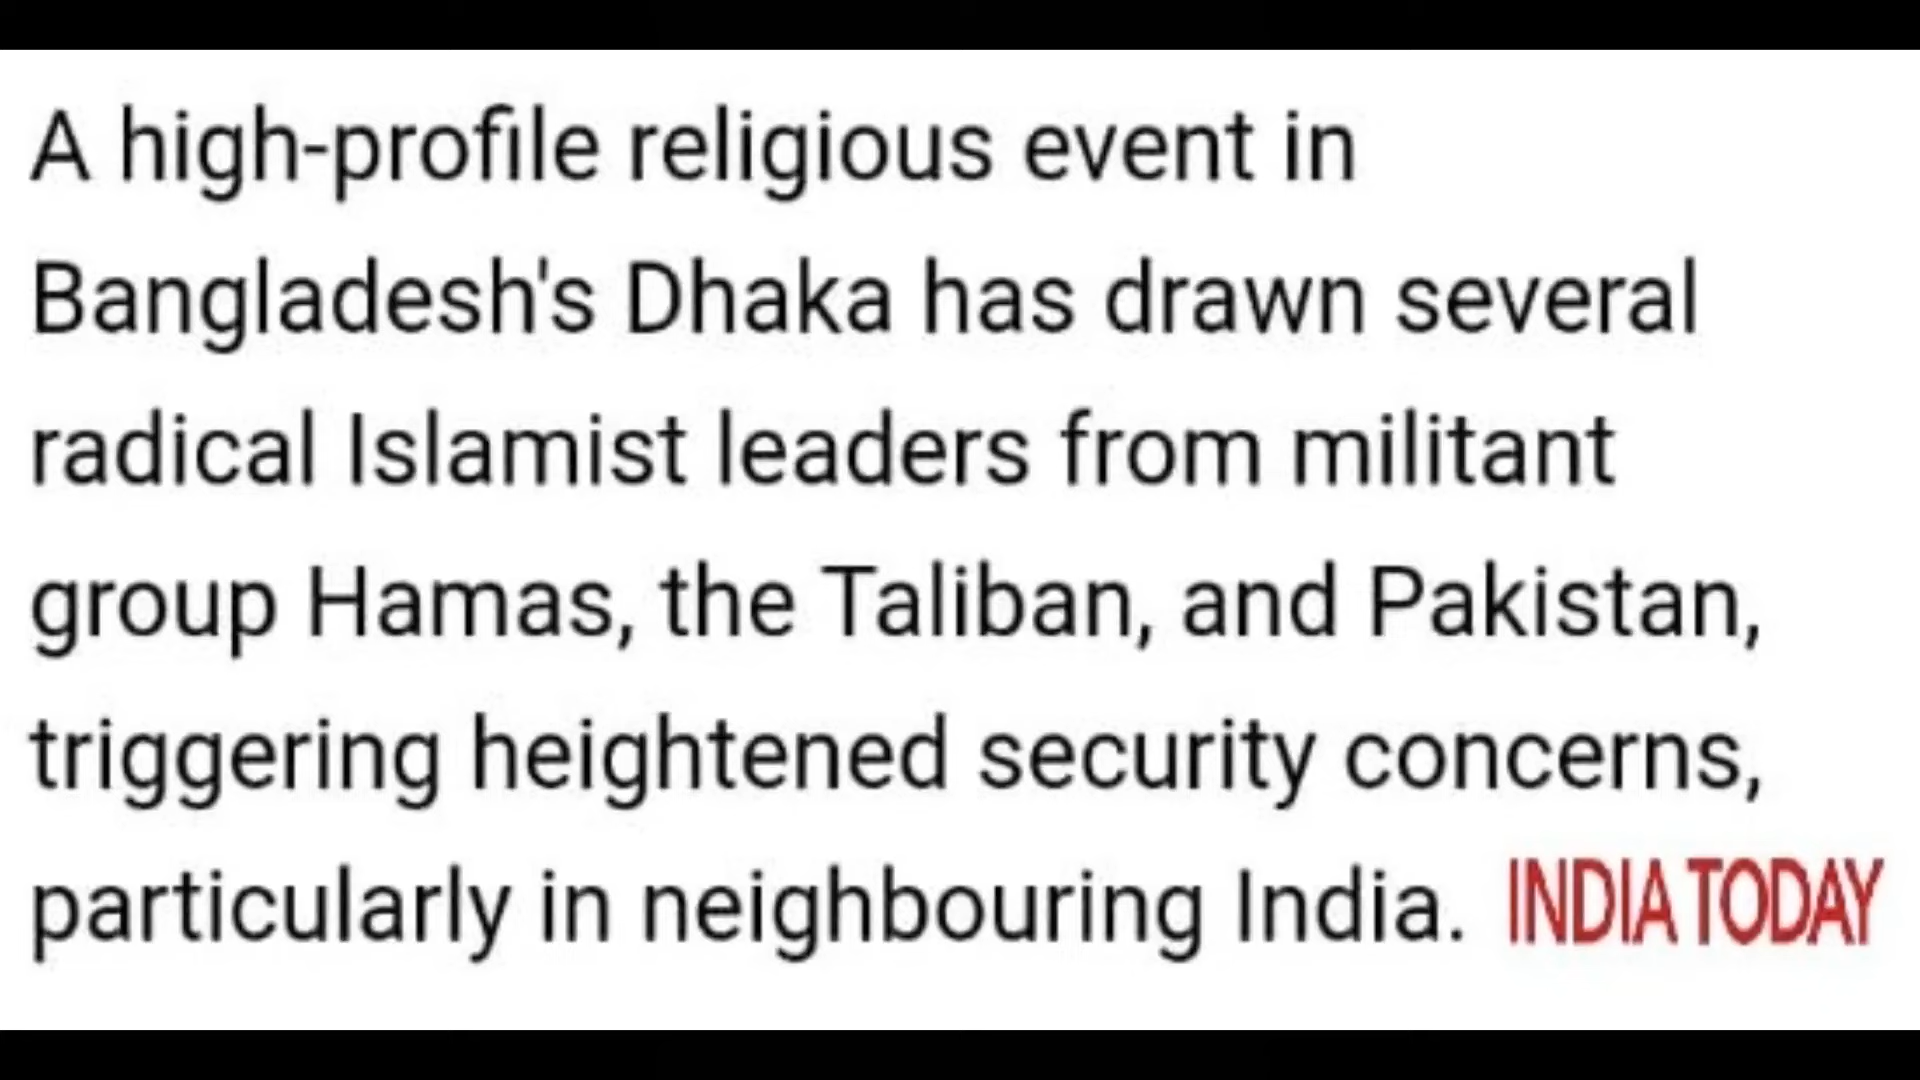 A high-profile religious event in
Bangladesh's Dhaka has drawn several
radical Islamist leaders from militant
group Hamas, the Taliban, and Pakistan,
triggering heightened security concerns,
particularly in neighbouring India. INDIA TODAY